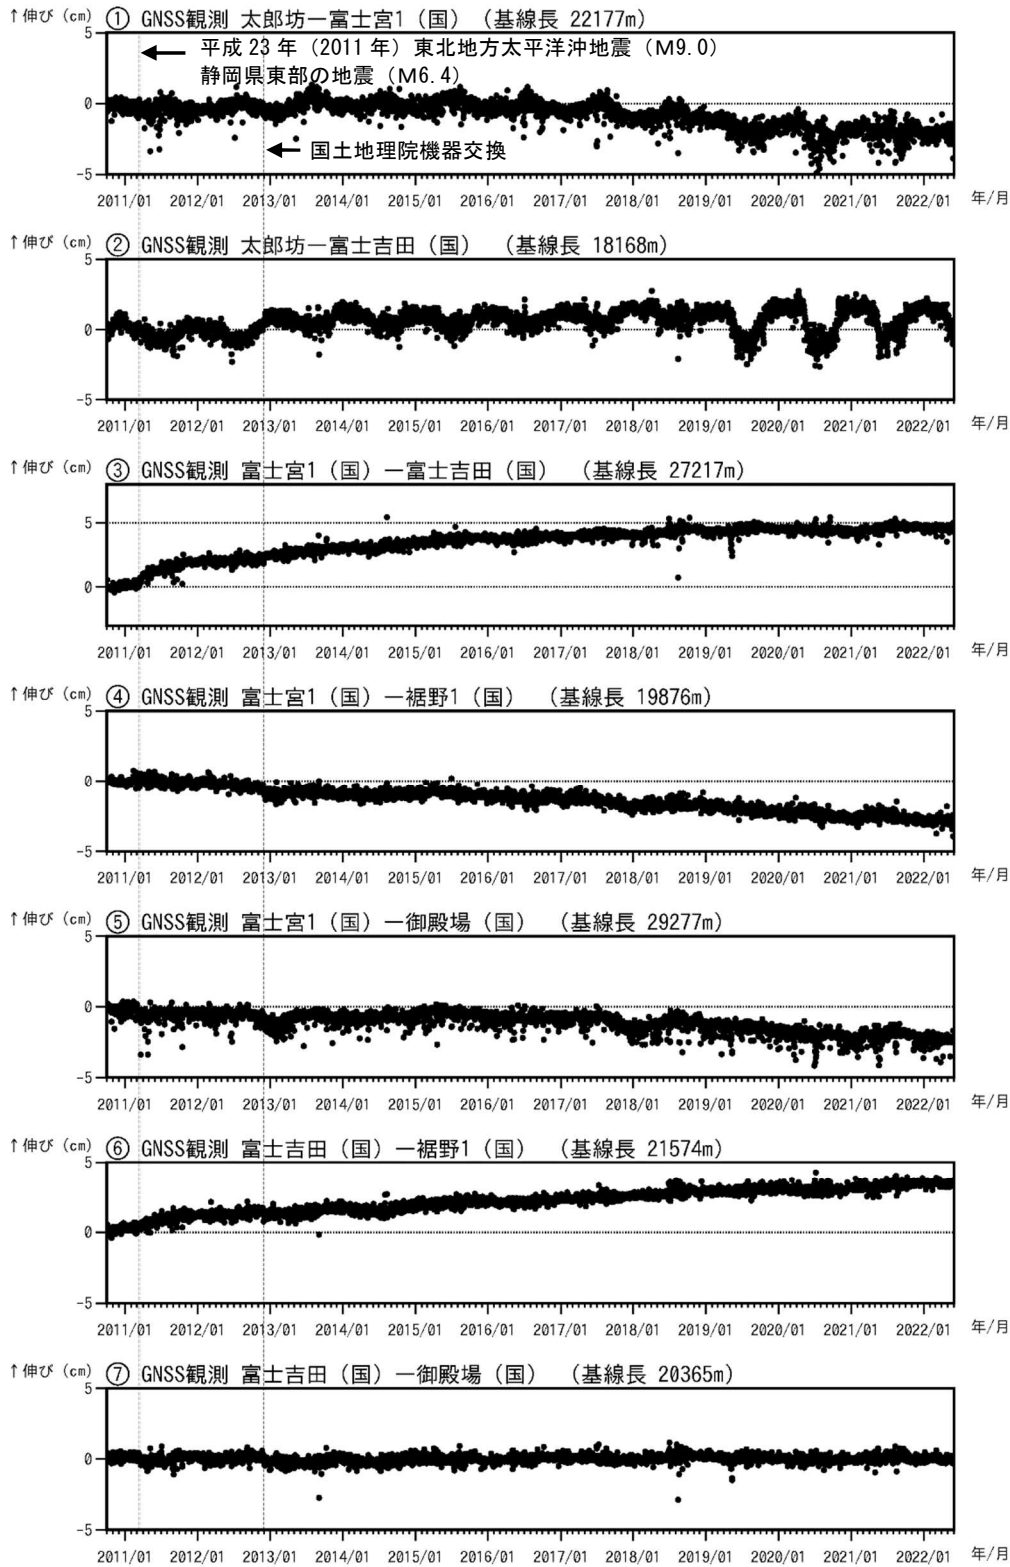 ↑伸び（cm） ① GNSS観測 太郎坊―富士宮1（国）（基線長 22177m）
5
平成 23 年（2011 年）東北地方太平洋沖地震（M9.0）
静岡県東部の地震（M6.4）
0
国土地理院機器交換
-5
2011/01 2012/01 2013/01 2014/01 2015/01 2016/01 2017/01 2018/01 2019/01 2020/01 2021/01 2022/01 年/月
↑伸び（cm） ② GNSS観測 太郎坊―富士吉田（国） （基線長 18168m）
5
0
-5
2011/01 2012/01 2013/01 2014/01 2015/01 2016/01 2017/01 2018/01 2019/01 2020/01 2021/01 2022/01 年/月
↑伸び（cm） ③ GNSS観測 富士宮1（国）―富士吉田（国） （基線長 27217m）
5
0
2011/01 2012/01 2013/01 2014/01 2015/01 2016/01 2017/01 2018/01 2019/01 2020/01 2021/01 2022/01 年/月
↑伸び（cm） ④ GNSS観測 富士宮1（国）―裾野1（国） （基線長 19876m）
5
0
-5
2011/01 2012/01 2013/01 2014/01 2015/01 2016/01 2017/01 2018/01 2019/01 2020/01 2021/01 2022/01 年/月
↑伸び（cm） ⑤ GNSS観測 富士宮1（国）―御殿場（国） （基線長 29277m）
5
0
-5
2011/01 2012/01 2013/01 2014/01 2015/01 2016/01 2017/01 2018/01 2019/01 2020/01 2021/01 2022/01 年/月
↑伸び（cm） ⑥ GNSS観測 富士吉田（国）―裾野1（国） （基線長 21574m）
5
0
-5
2011/01 2012/01 2013/01 2014/01 2015/01 2016/01 2017/01 2018/01 2019/01 2020/01 2021/01 2022/01 年/月
↑伸び（cm） ⑦ GNSS観測 富士吉田（国）―御殿場（国） （基線長 20365m）
5
0
-5
2011/01 2012/01 2013/01 2014/01 2015/01 2016/01 2017/01 2018/01 2019/01 2020/01 2021/01 2022/01 年/月